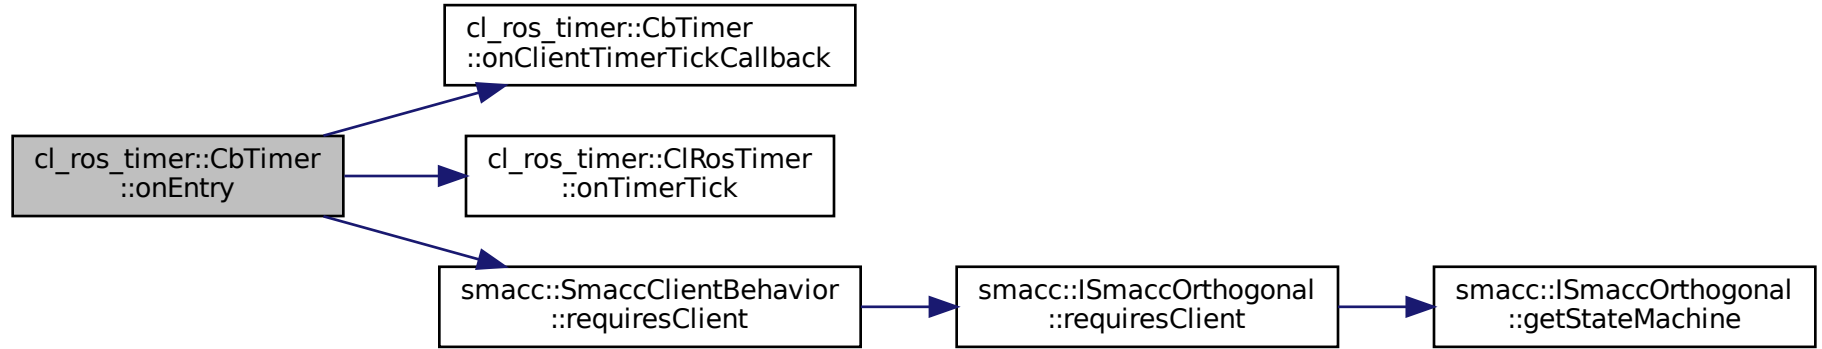 cl_ros_timer::CbTimer
::onClientTimerTickCallback
cl_ros_timer::CbTimer
::onEntry
cl_ros_timer::ClRosTimer
::onTimerTick
smacc::SmaccClientBehavior
::requiresClient
smacc::ISmaccOrthogonal
::requiresClient
smacc::ISmaccOrthogonal
::getStateMachine